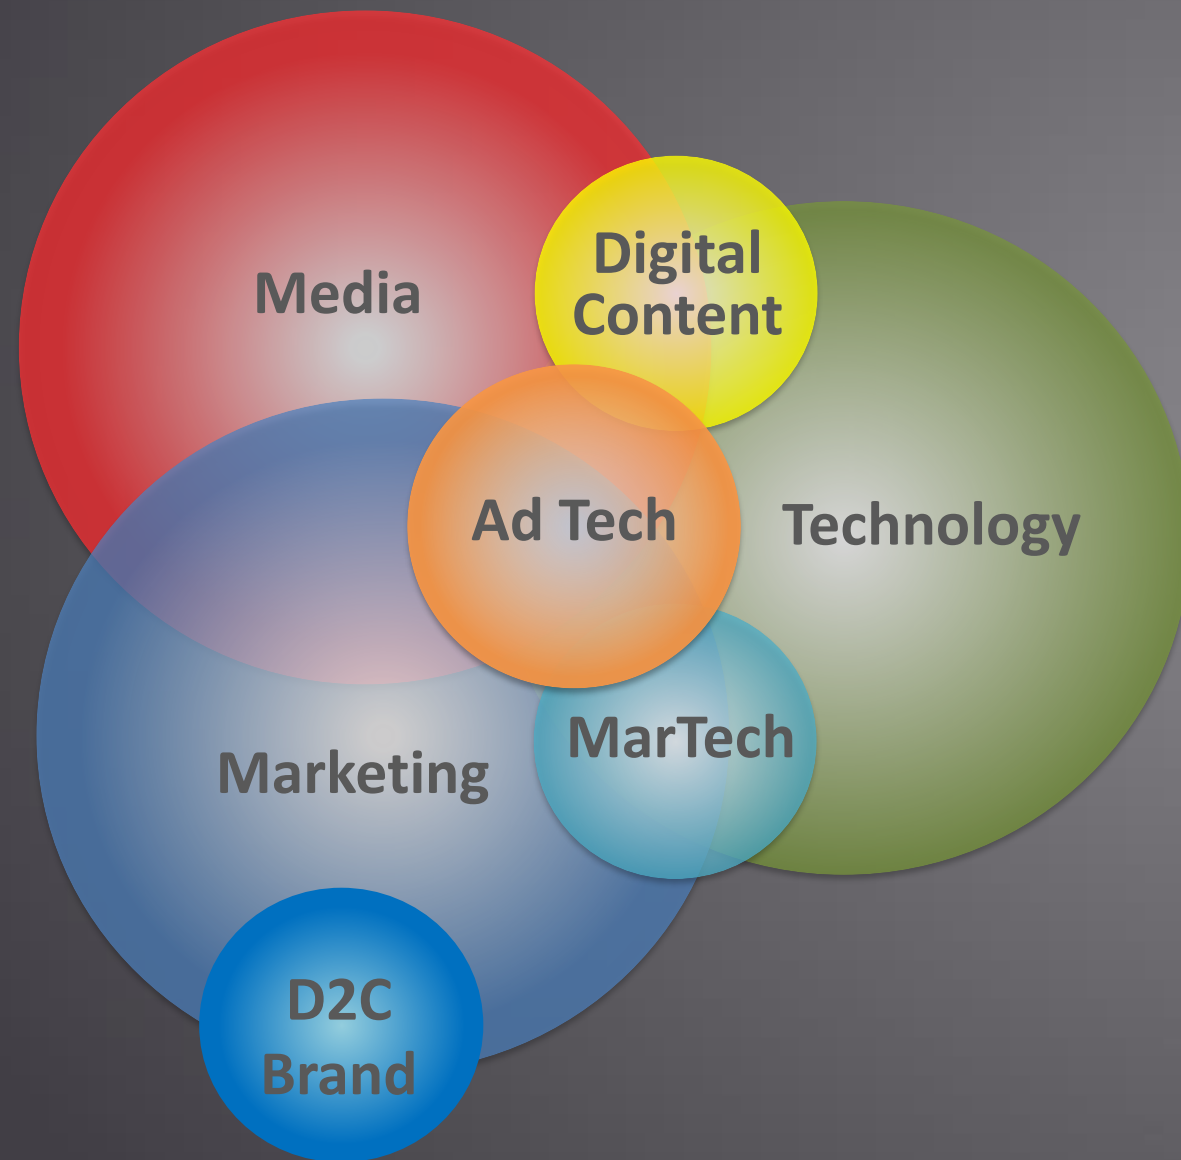 Digital
Content
Media
Ad Tech
Technology
MarTech
Marketing
D2C
Brand